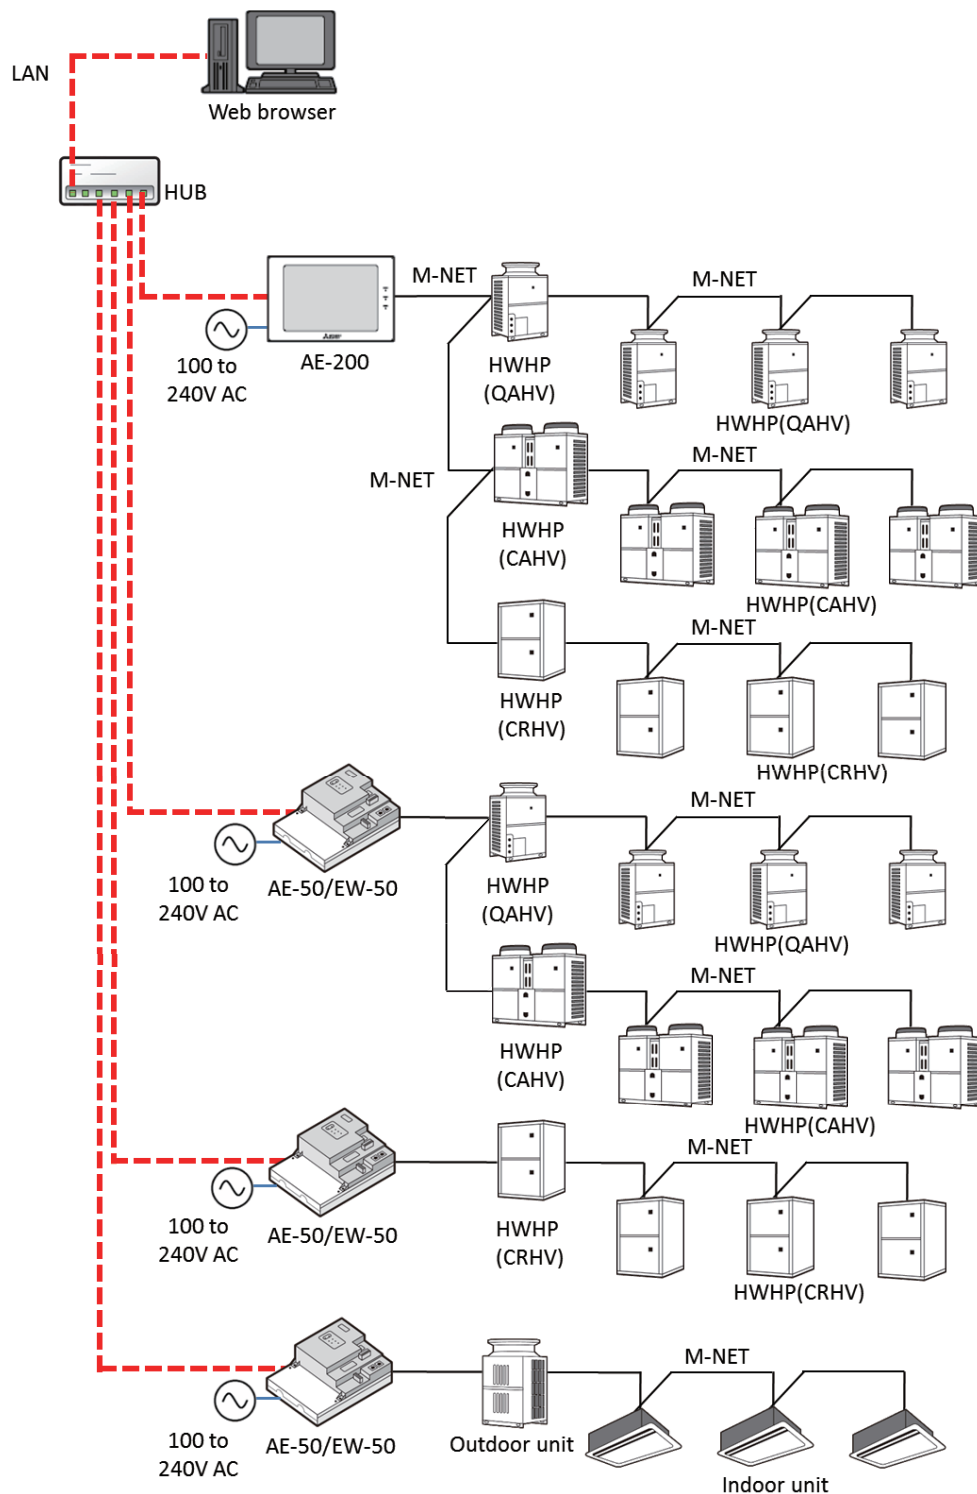 LAN
Web browser
HUB
M-NET
M-NET
100 to
240V AC
AE-200
HWHP
(QAHV)
HWHP(QAHV)
M-NET
M-NET
HWHP
(CAHV)
HWHP(CAHV)
M-NET
HWHP
(CRHV)
HWHP(CRHV)
M-NET
100 to
240V AC
AE-50/EW-50
HWHP
(QAHV)
HWHP(QAHV)
M-NET
HWHP
(CAHV)
HWHP(CAHV)
M-NET
100 to
240V AC
AE-50/EW-50
HWHP
(CRHV)
HWHP(CRHV)
M-NET
100 to
240V AC
AE-50/EW-50
Outdoor unit
Indoor unit